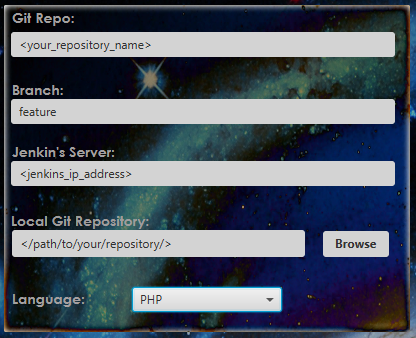 Git Repo:
<your_repository_name>
Branch:
feature
Jenkin's Server:
<jenkins_ip_address>
Local Git Repository:
</path/to/your/repository/>
Browse
Language:
PHP